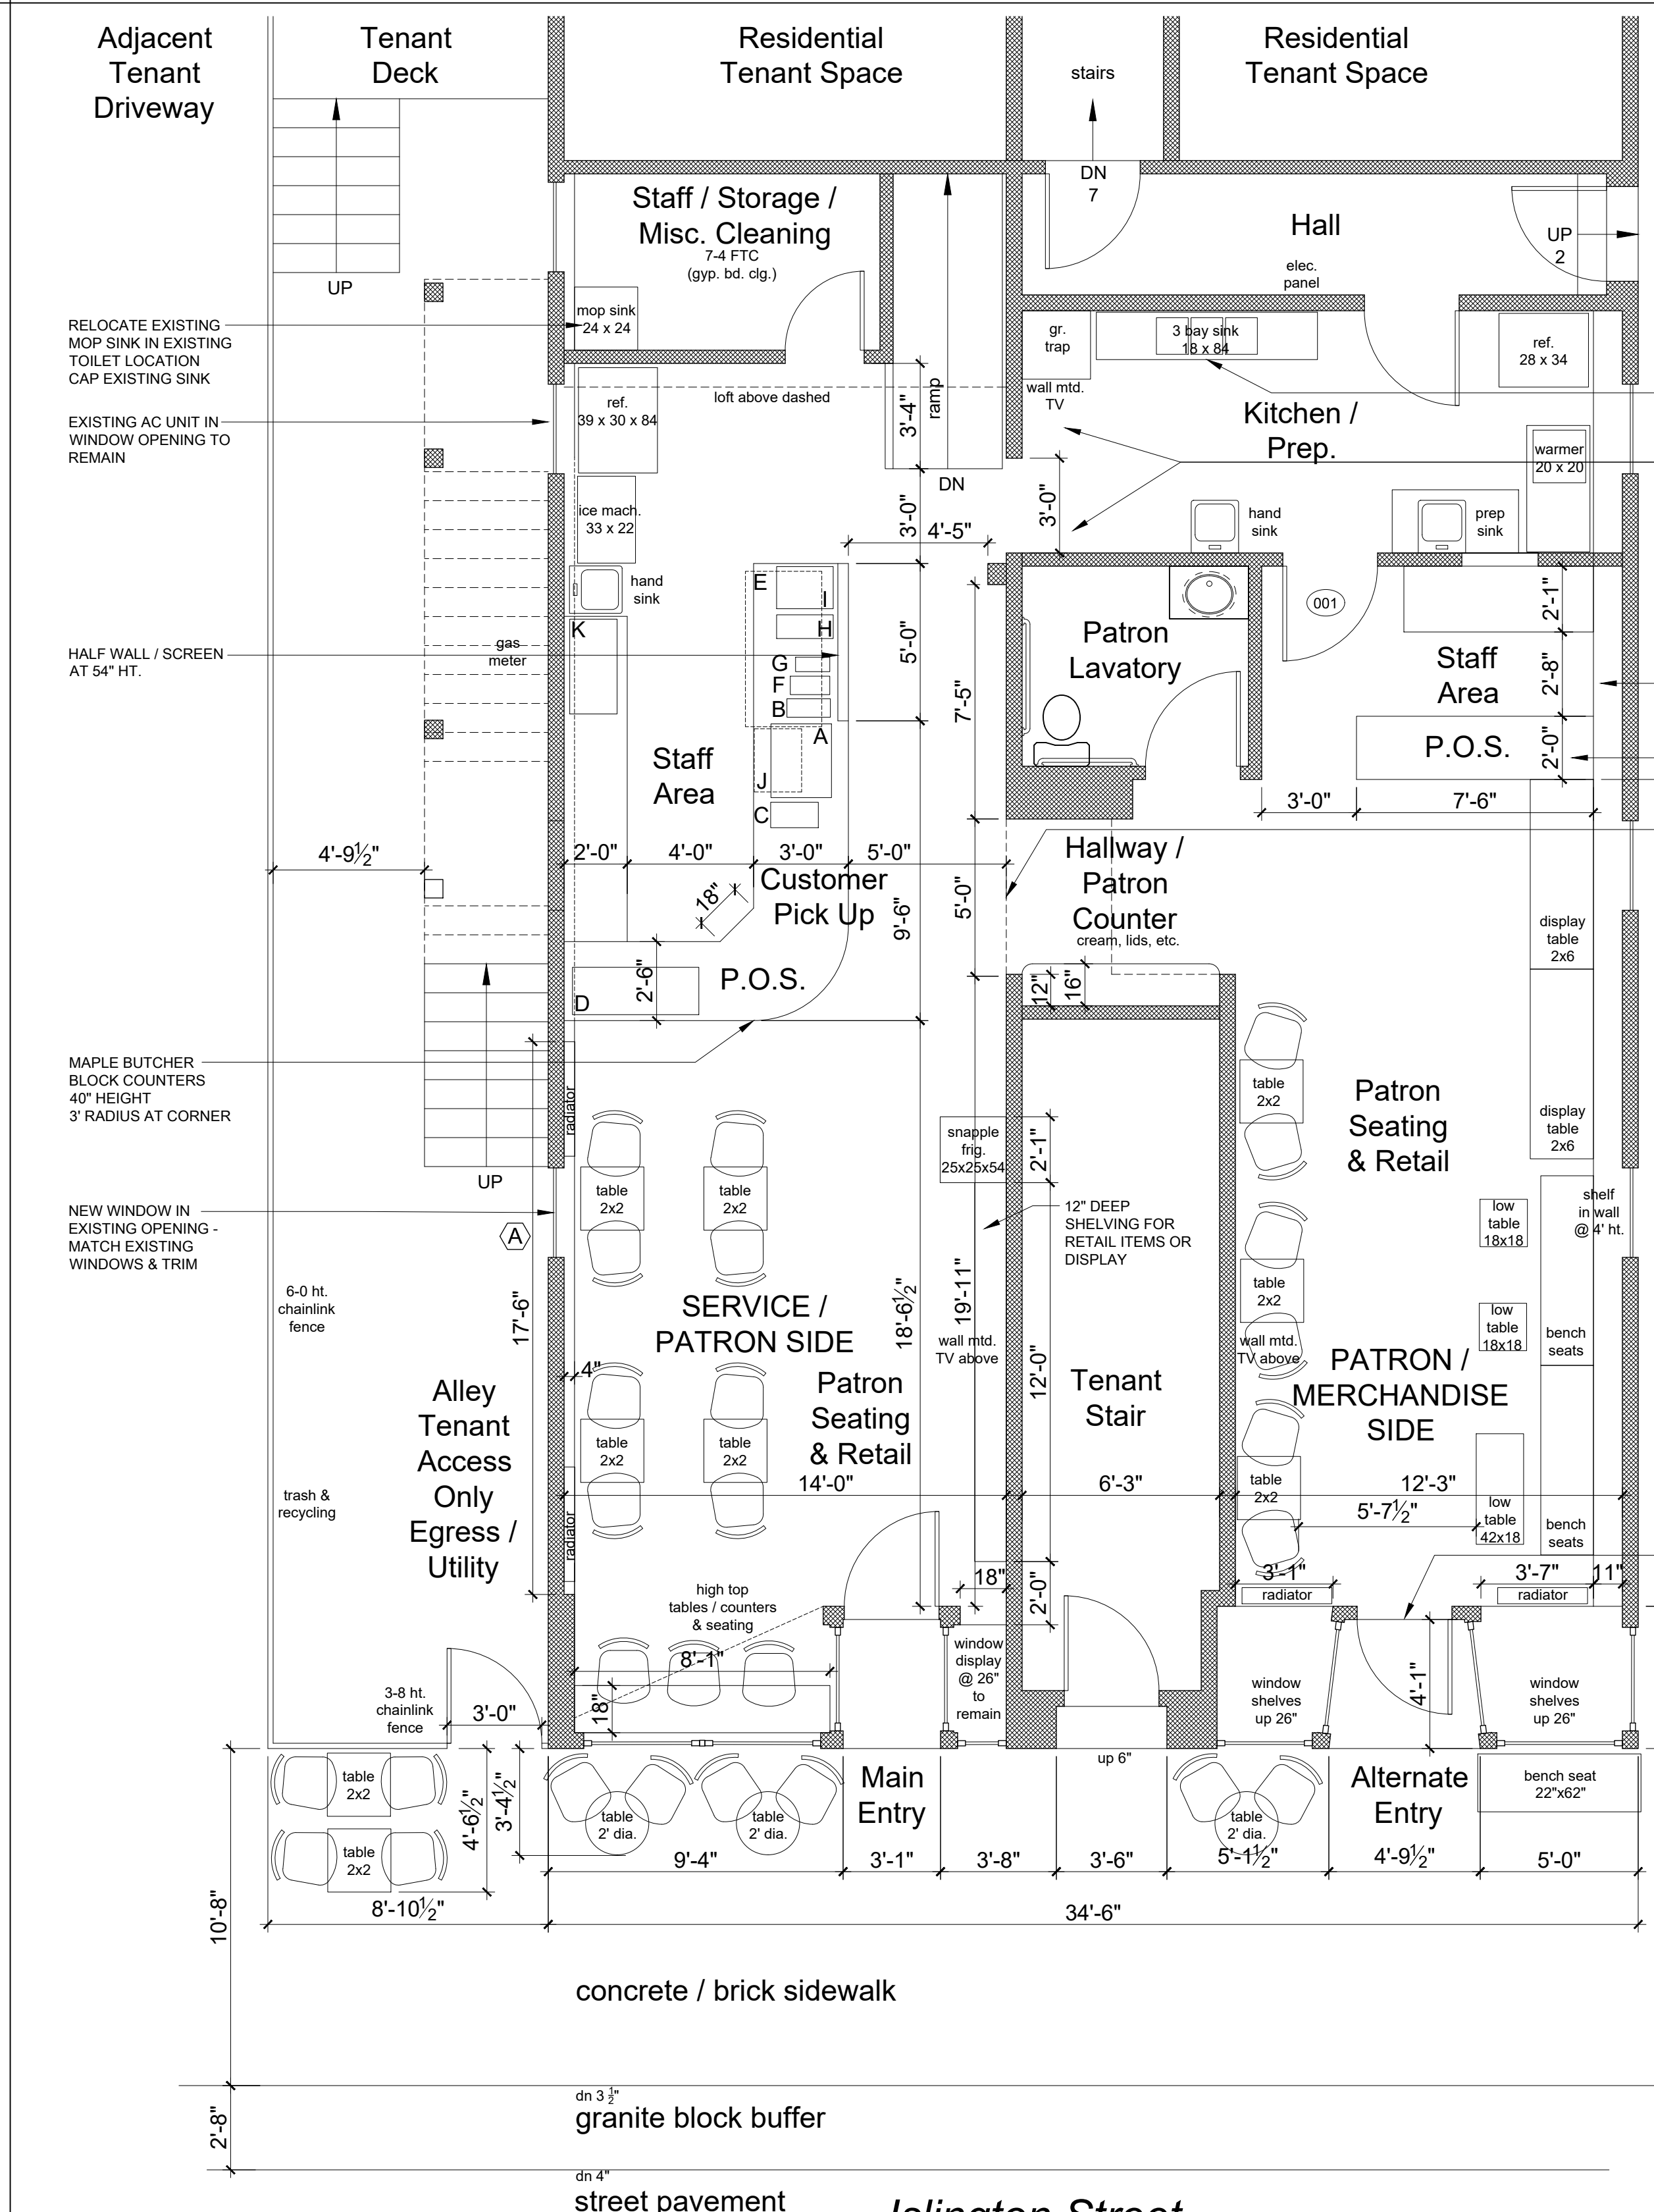 Adjacent
Tenant
Driveway
Tenant
Deck
Residential
Tenant Space
stairs
Residential
Tenant Space
DN
7
Staff / Storage /
Misc. Cleaning
7-4 FTC
(gyp. bd. clg.)
Hall
UP
2
elec.
panel
UP
mop sink
24 x 24
RELOCATE EXISTING
MOP SINK IN EXISTING
TOILET LOCATION
CAP EXISTING SINK
gr.
trap
3 bay sink
18 x 84
ref.
28 x 34
wall mtd.
TV
loft above dashed
ramp
3'-4"
ref.
39 x 30 x 84
Kitchen /
Prep.
EXISTING AC UNIT IN
WINDOW OPENING TO
REMAIN
warmer
20 x 20
DN
ice mach.
33 x 22
3'-0"
4'-5"
3'-0"
hand
sink
prep
sink
hand
sink
E
I
H
G
F
B
A
J
C
K
001
2'-1"
gas
meter
HALF WALL / SCREEN
AT 54" HT.
5'-0"
7'-5"
Patron
Lavatory
Staff
Area
2'-8"
P.O.S.
2'-0"
Staff
Area
3'-0"
7'-6"
4'-9½"
2'-0"
4'-0"
3'-0"
5'-0"
Hallway /
Patron
Counter
cream, lids, etc.
Customer
Pick Up
18"
9'-6"
5'-0"
display
table
2x6
2'-6"
P.O.S.
D
12"
16"
MAPLE BUTCHER
BLOCK COUNTERS
40" HEIGHT
3' RADIUS AT CORNER
radiator
table
2x2
Patron
Seating
& Retail
display
table
2x6
snapple
frig.
25x25x54
2'-1"
UP
table
2x2
table
2x2
NEW WINDOW IN
EXISTING OPENING -
MATCH EXISTING
WINDOWS & TRIM
A
12" DEEP
SHELVING FOR
RETAIL ITEMS OR
DISPLAY
low
table
18x18
shelf
in wall
@ 4' ht.
6-0 ht.
chainlink
fence
17'-6"
SERVICE /
PATRON SIDE
18'-6½"
19'-11"
table
2x2
low
table
18x18
bench
seats
wall mtd.
TV above
wall mtd.
TV above
4"
12'-0"
PATRON /
MERCHANDISE
SIDE
Alley
Tenant
Access
Only
Egress /
Utility
Patron
Seating
& Retail
Tenant
Stair
table
2x2
table
2x2
14'-0"
6'-3"
table
2x2
12'-3"
5'-7½"
low
table
42x18
bench
seats
trash &
recycling
radiator
18"
2'-0"
3'-1"
radiator
3'-7"
11"
radiator
high top
tables / counters
& seating
8'-1"
18"
window
display
@ 26"
to
remain
window
shelves
up 26"
4'-1"
window
shelves
up 26"
3-8 ht.
chainlink
fence
3'-0"
up 6"
table
2x2
table
2x2
4'-6½"
3'-4½"
table
2' dia.
table
2' dia.
Main
Entry
table
2' dia.
Alternate
Entry
bench seat
22"x62"
9'-4"
3'-1"
3'-8"
3'-6"
5'-1½"
4'-9½"
5'-0"
8'-10½"
34'-6"
10'-8"
concrete / brick sidewalk
dn 3 ½"
granite block buffer
2'-8"
dn 4"
street pavement
Islington Street